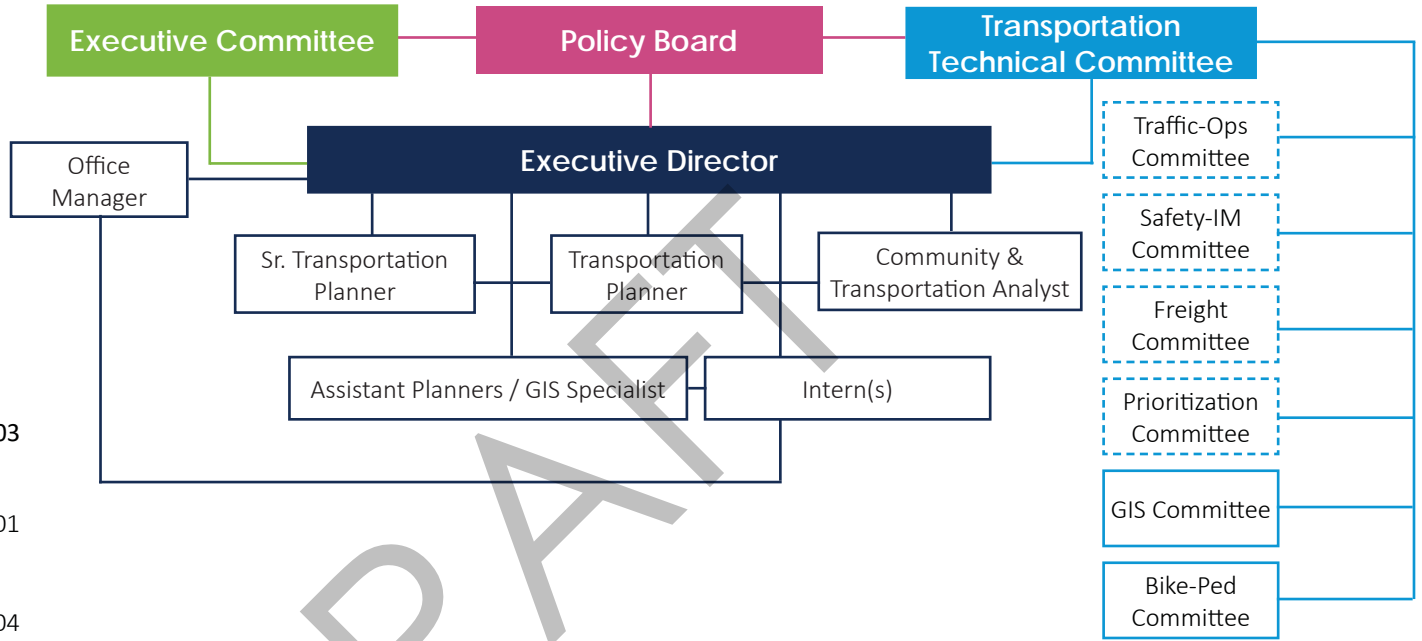 Executive Committee
Policy Board
Transportation
Technical Committee
Executive Director
Office
Manager
Sr. Transportation
Planner
Transportation
Planner
Community &
Transportation Analyst
Assistant Planners / GIS Specialist
Intern(s)
Traffic-Ops
Committee
Safety-IM
Committee
Freight
Committee
Prioritization
Committee
GIS Committee
Bike-Ped
Committee
03
01
04